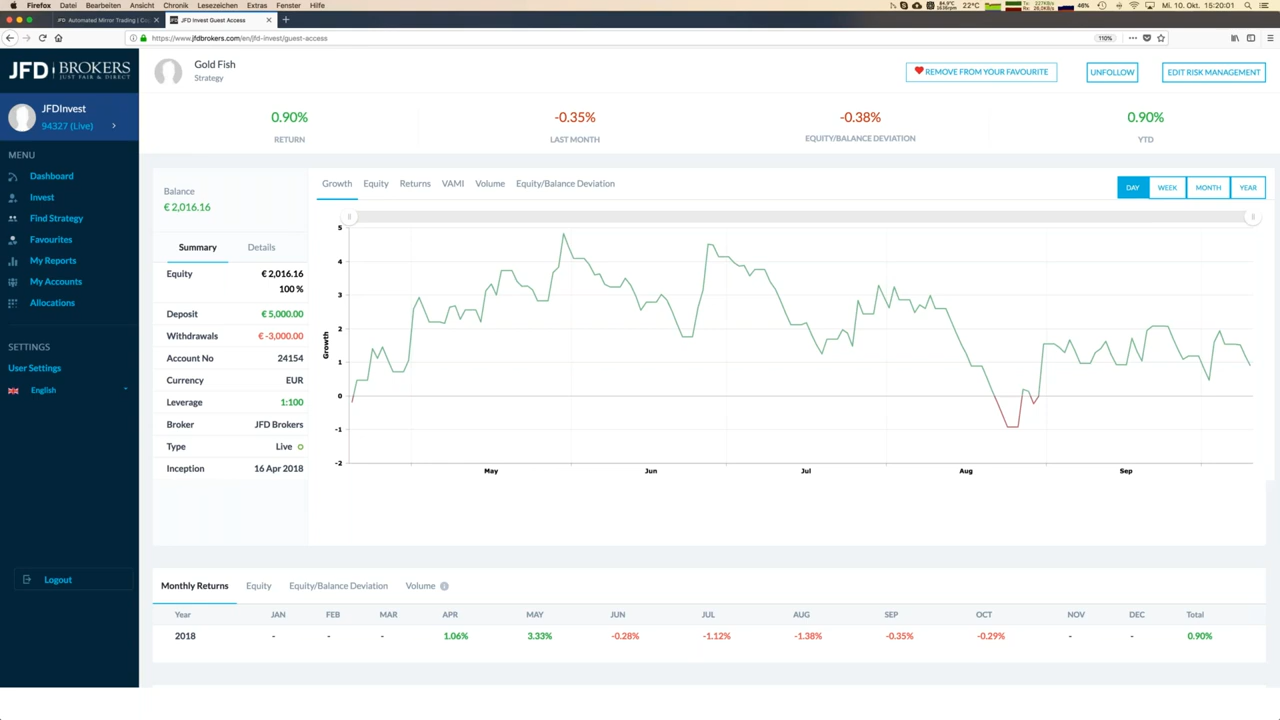 Firefox Datei Bearbeiten Ansicht Chronik Lesezeichen Extras Fenster Hilfe
22°C
46%
Mi. 10. Okt. 15:20:01
Automated Mirror Trading | Co
JFD Invest Guest Access
https://www.jfdbrokers.com/en/jfd-invest/guest-access
110%
JFD BROKERS
JUST FAIR & DIRECT
JFDInvest
94327 (Live)
MENU
Dashboard
Invest
Find Strategy
Favourites
My Reports
My Accounts
Allocations
SETTINGS
User Settings
English
Logout
Gold Fish
Strategy
REMOVE FROM YOUR FAVOURITE
UNFOLLOW
EDIT RISK MANAGEMENT
0.90%
RETURN
-0.35%
LAST MONTH
-0.38%
EQUITY/BALANCE DEVIATION
0.90%
YTD
Balance
€ 2,016.16
Summary Details
Equity € 2,016.16
100 %
Deposit € 5,000.00
Withdrawals € -3,000.00
Account No 24154
Currency EUR
Leverage 1:100
Broker JFD Brokers
Type Live
Inception 16 Apr 2018
Growth Equity Returns VAMI Volume Equity/Balance Deviation
DAY WEEK MONTH YEAR
5
4
3
2
1
0
-1
-2
Growth
May Jun Jul Aug Sep
Monthly Returns Equity Equity/Balance Deviation Volume
Year JAN FEB MAR APR MAY JUN JUL AUG SEP OCT NOV DEC Total
2018 - - - 1.06% 3.33% -0.28% -1.12% -1.38% -0.35% -0.29% - - 0.90%